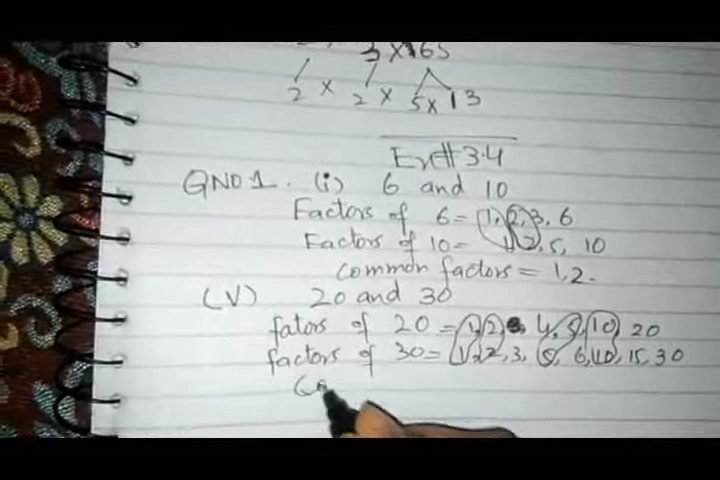 3 × 65
2 × 2 × 5 × 13
Ex# 3.4
QNO 1. (i) 6 and 10
Factors of 6 = 1, 2, 3, 6
Factors of 10 = 1, 2, 5, 10
Common factors = 1, 2.
(V) 20 and 30
fators of 20 = 1, 2, 4, 5, 10, 20
factors of 30 = 1, 2, 3, 5, 6, 10, 15, 30